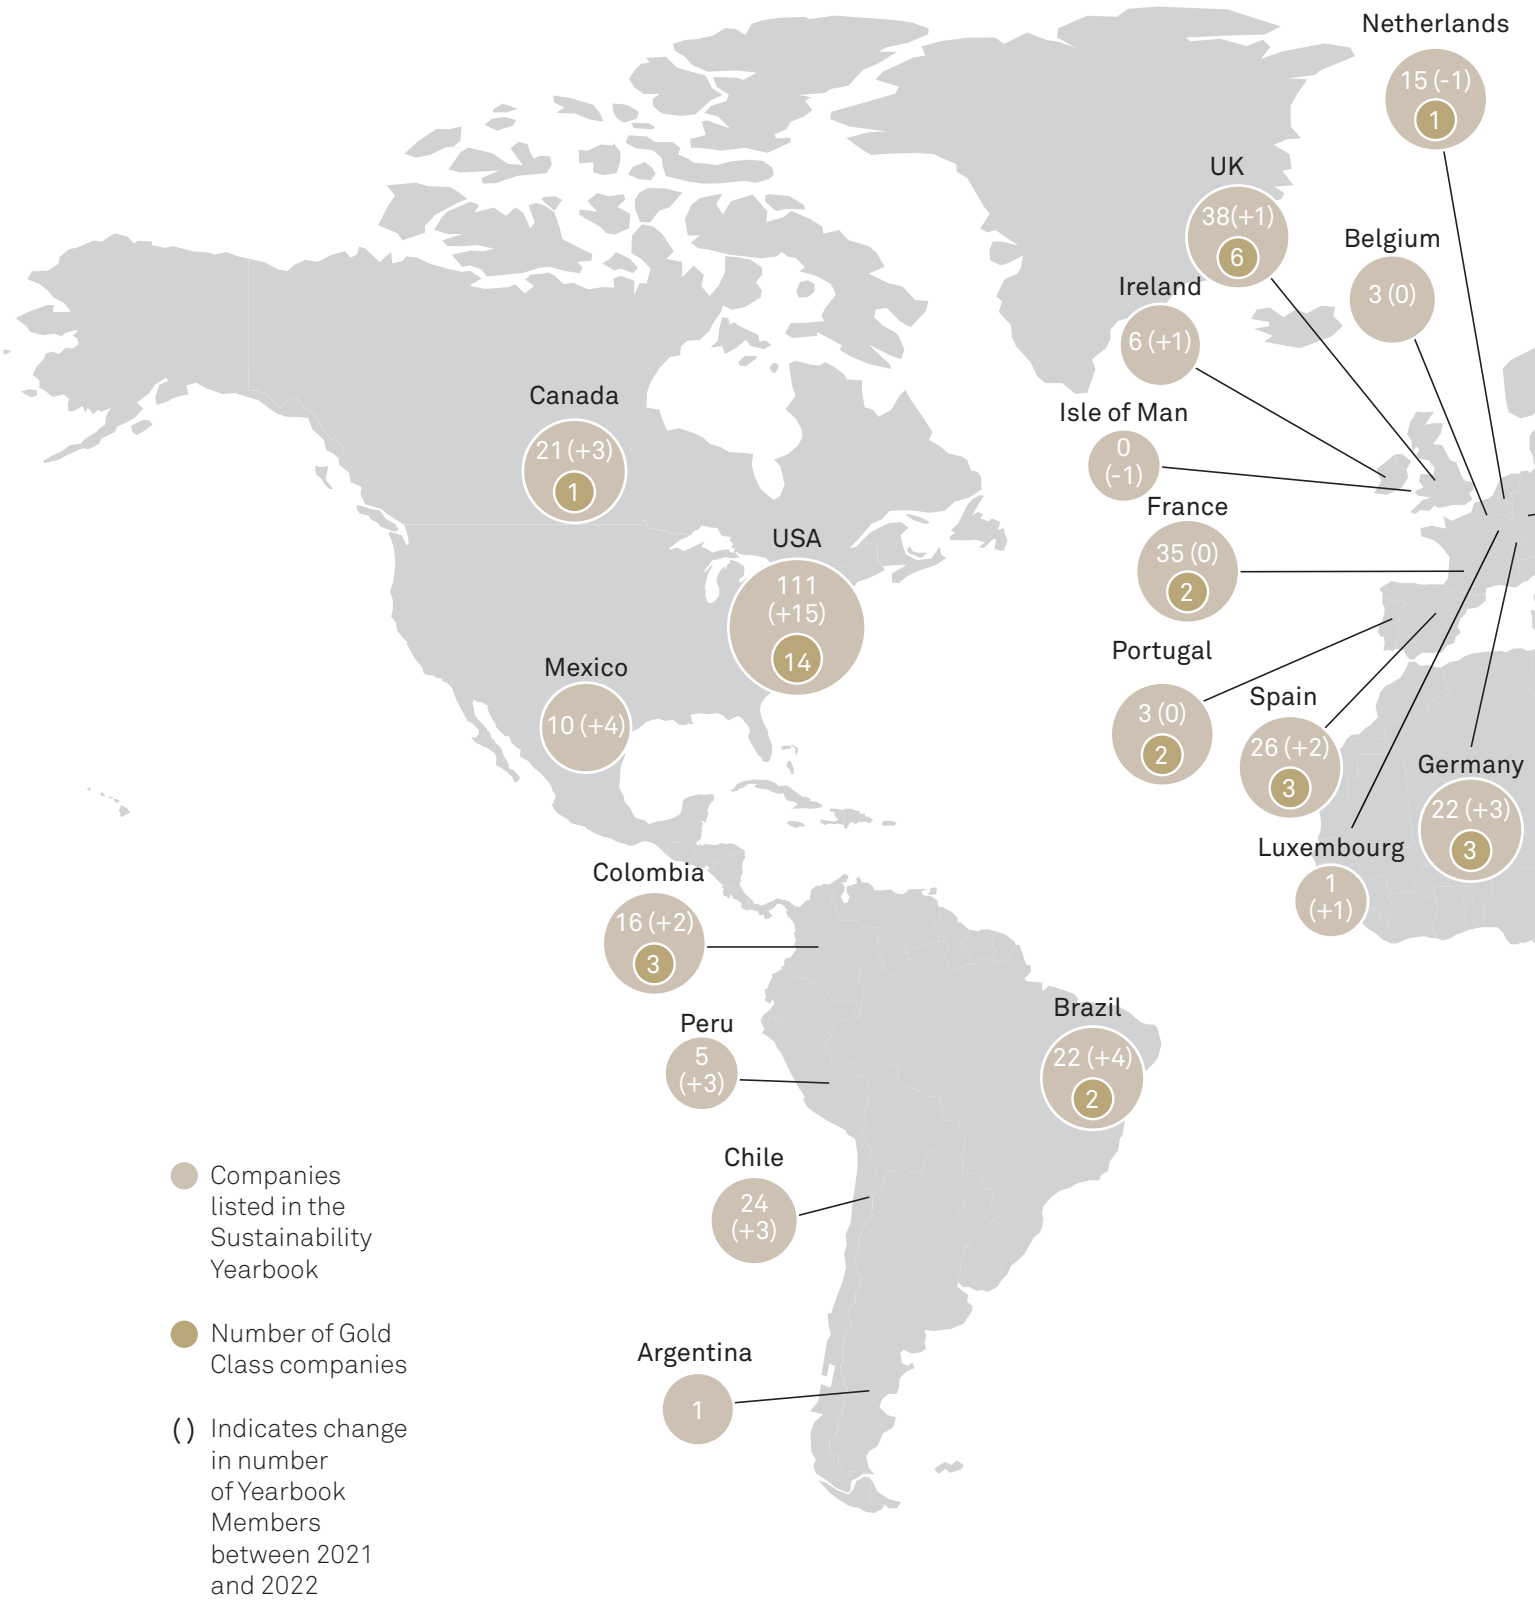 Netherlands
15 (-1)
1
UK
38(+1)
6
Belgium
3 (0)
Ireland
6 (+1)
Canada
21 (+3)
1
Isle of Man
0
(-1)
France
35 (0)
2
USA
111
(+15)
14
Mexico
10 (+4)
Portugal
3 (0)
2
Spain
26 (+2)
3
Germany
22 (+3)
3
Luxembourg
1
(+1)
Colombia
16 (+2)
3
Peru
5
(+3)
Brazil
22 (+4)
2
Chile
24
(+3)
Argentina
1
Companies
listed in the
Sustainability
Yearbook
Number of Gold
Class companies
( ) Indicates change
in number
of Yearbook
Members
between 2021
and 2022